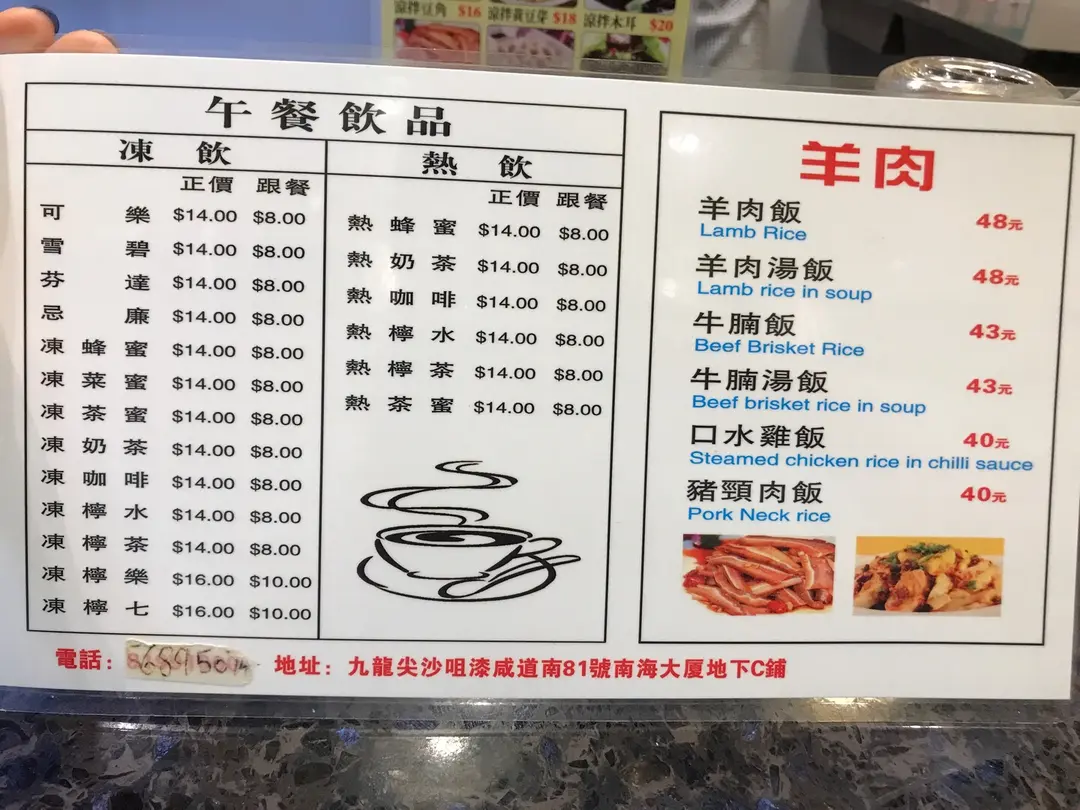 涼拌豆角 $16 涼拌黃豆芽 $18 涼拌木耳 $20
午餐飲品
凍飲
正價 跟餐
可樂 $14.00 $8.00
雪碧 $14.00 $8.00
芬達 $14.00 $8.00
忌廉 $14.00 $8.00
凍蜂蜜 $14.00 $8.00
凍菜蜜 $14.00 $8.00
凍茶蜜 $14.00 $8.00
凍奶茶 $14.00 $8.00
凍咖啡 $14.00 $8.00
凍檸水 $14.00 $8.00
凍檸茶 $14.00 $8.00
凍檸樂 $16.00 $10.00
凍檸七 $16.00 $10.00
熱飲
正價 跟餐
熱蜂蜜 $14.00 $8.00
熱奶茶 $14.00 $8.00
熱咖啡 $14.00 $8.00
熱檸水 $14.00 $8.00
熱檸茶 $14.00 $8.00
熱茶蜜 $14.00 $8.00
羊肉
羊肉飯 48元
Lamb Rice
羊肉湯飯 48元
Lamb rice in soup
牛腩飯 43元
Beef Brisket Rice
牛腩湯飯 43元
Beef brisket rice in soup
口水雞飯 40元
Steamed chicken rice in chilli sauce
豬頸肉飯 40元
Pork Neck rice
電話： 地址：九龍尖沙咀漆咸道南81號南海大厦地下C鋪